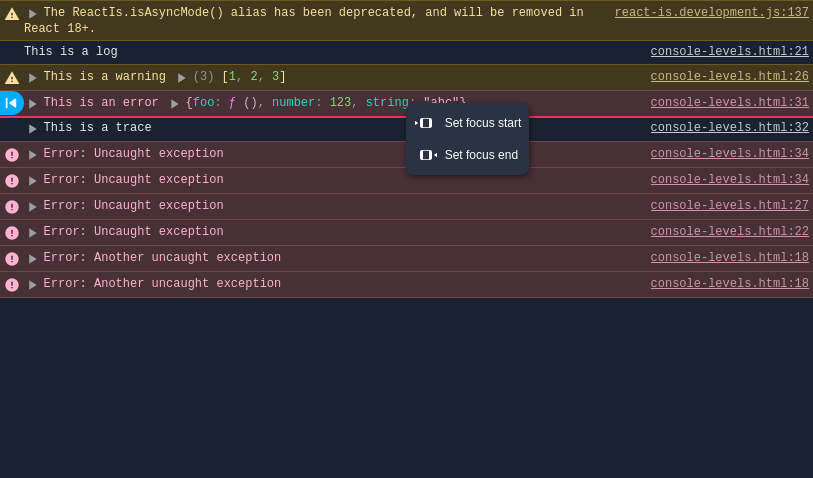 The ReactIs.isAsyncMode() alias has been deprecated, and will be removed in react-is.development.js:137
React 18+.
This is a log console-levels.html:21
This is a warning (3) [1, 2, 3] console-levels.html:26
This is an error {foo: ƒ (), number: 123, string: "abc"} console-levels.html:31
Set focus start
This is a trace console-levels.html:32
Set focus end
Error: Uncaught exception console-levels.html:34
Error: Uncaught exception console-levels.html:34
Error: Uncaught exception console-levels.html:27
Error: Uncaught exception console-levels.html:22
Error: Another uncaught exception console-levels.html:18
Error: Another uncaught exception console-levels.html:18